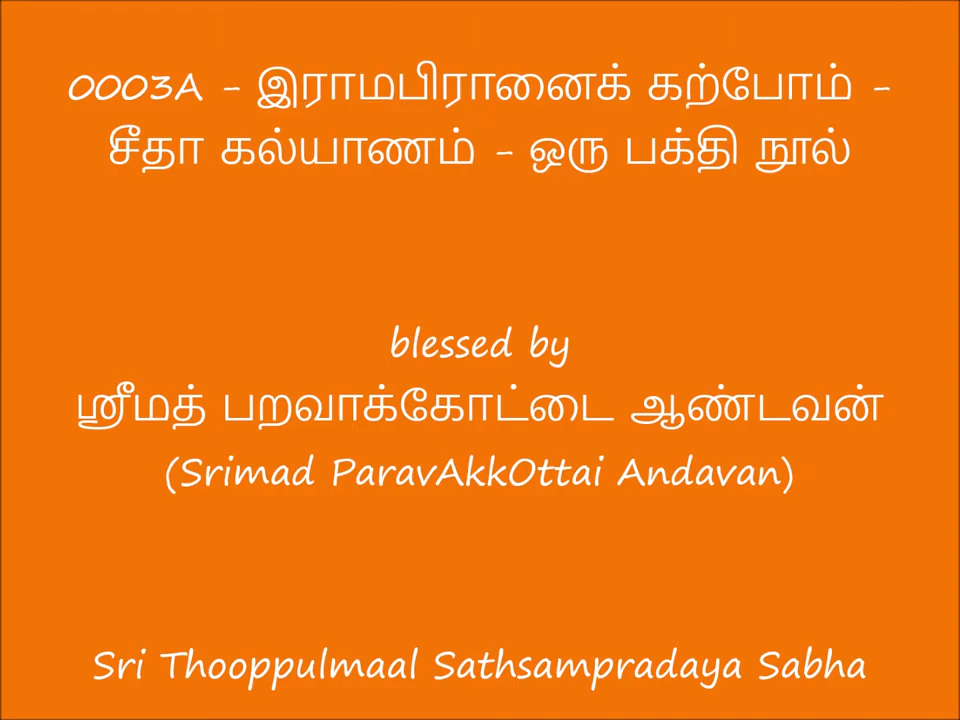 0003A - இராமபிரானைக் கற்போம் -
சீதா கல்யாணம் - ஒரு பக்தி நூல்
blessed by
ஸ்ரீமத் பறவாக்கோட்டை ஆண்டவன்
(Srimad ParavAkkOttai Andavan)
Sri Thooppulmaal Sathsampradaya Sabha